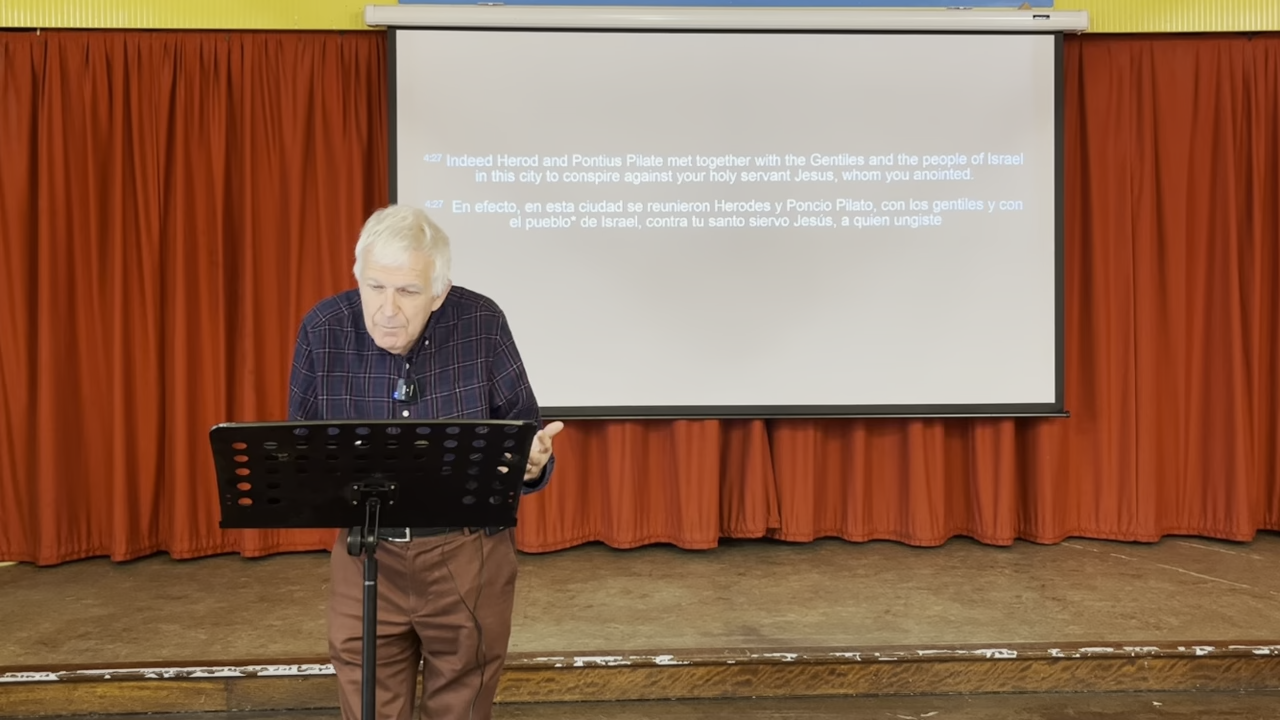 4:27 Indeed Herod and Pontius Pilate met together with the Gentiles and the people of Israel
in this city to conspire against your holy servant Jesus, whom you anointed.
4:27 En efecto, en esta ciudad se reunieron Herodes y Poncio Pilato, con los gentiles y con
el pueblo* de Israel, contra tu santo siervo Jesús, a quien ungiste